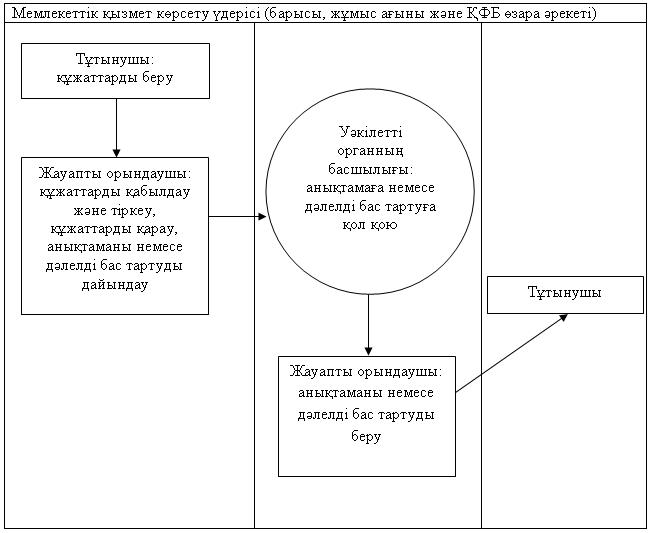 Мемлекеттік қызмет көрсету үдерісі (барысы, жұмыс ағыны және ҚФБ өзара әрекеті)
Тұтынушы:
құжаттарды беру
Жауапты орындаушы:
құжаттарды қабылдау
және тіркеу,
құжаттарды қарау,
анықтаманы немесе
дәлелді бас тартуды
дайындау
Уәкілетті
органның
басшылығы:
анықтамаға немесе
дәлелді бас тартуға
қол қою
Жауапты орындаушы:
анықтаманы немесе
дәлелді бас тартуды
беру
Тұтынушы